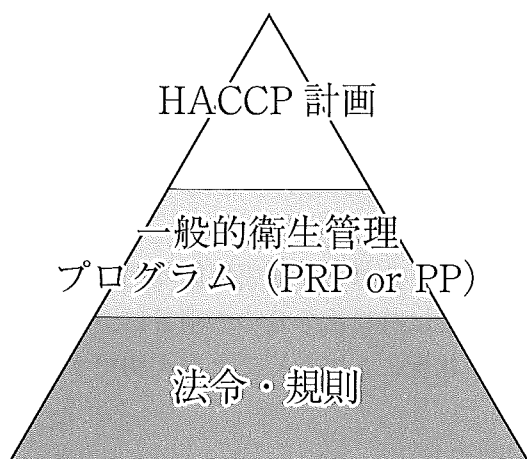 HACCP 計画
一般的衛生管理
プログラム（PRP or PP）
法令・規則